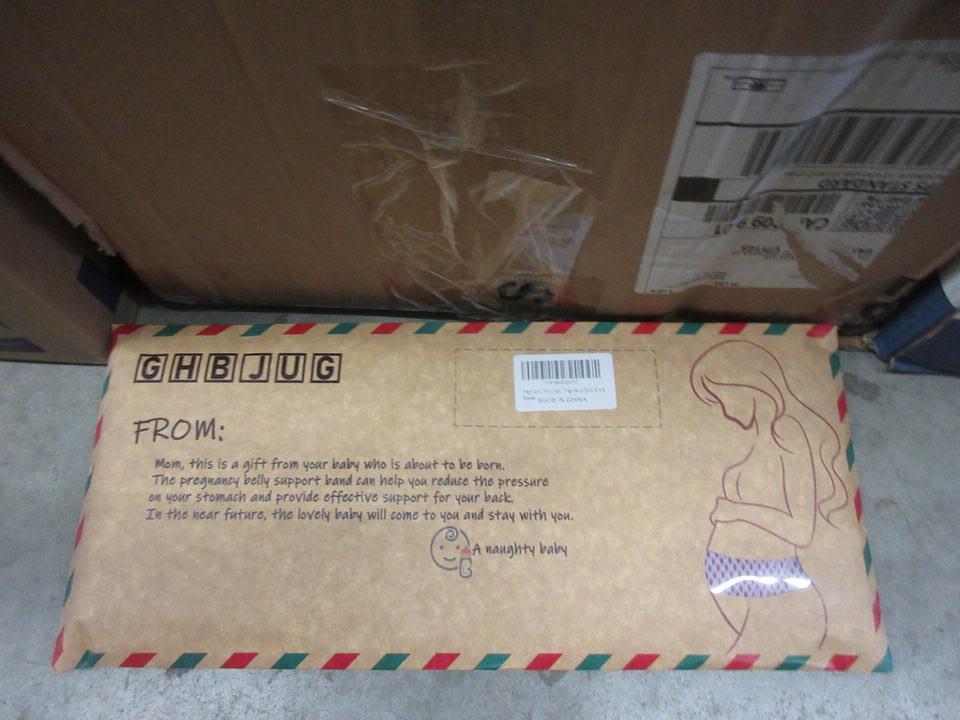 STANDARD
GHBJUG
MADE IN CHINA
FROM:
Mom, this is a gift from your baby who is about to be born.
The pregnancy belly support band can help you reduce the pressure
on your stomach and provide effective support for your back.
In the near future, the lovely baby will come to you and stay with you.
A naughty baby